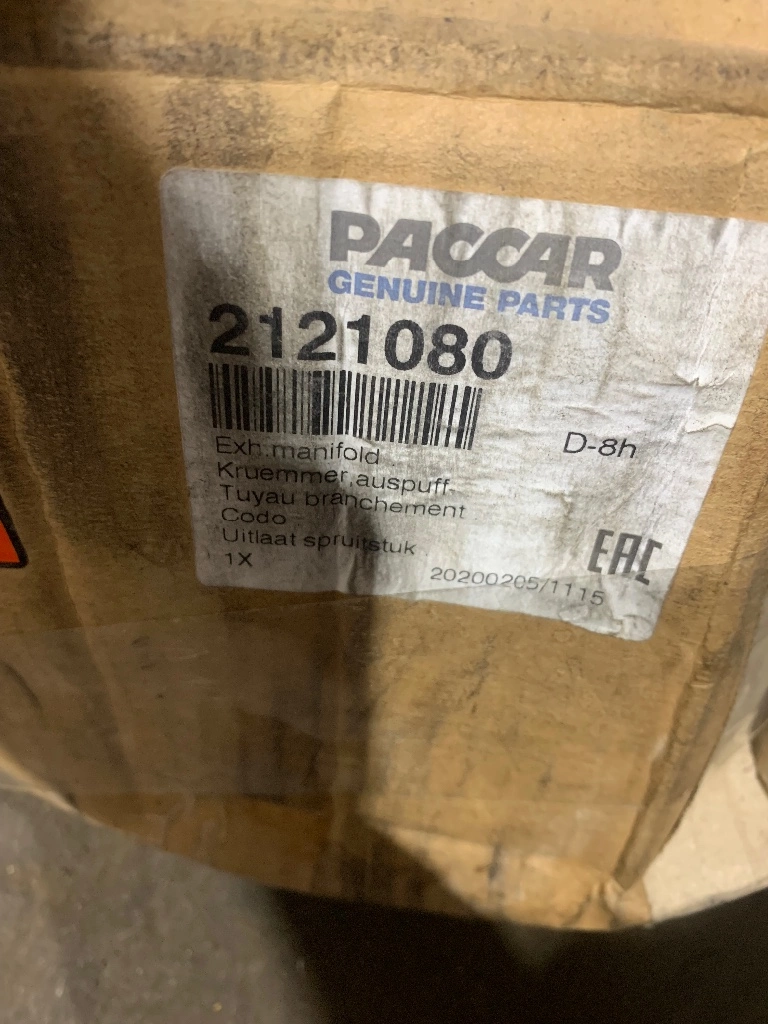 PACCAR
GENUINE PARTS
2121080
D-8h
Exh.manifold
Kruemmer,auspuff-
Tuyau branchement
Codo
Uitlaat spruitstuk
1X
20200205/1115
EAC